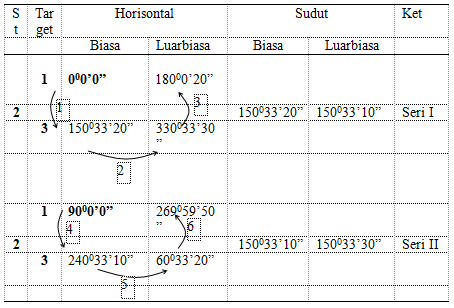 S Tar Horisontal Sudut Ket
t get
Biasa Luarbiasa Biasa Luarbiasa
1 0⁰0'0” 180⁰0'20”
1 3
2 150⁰33'20” 150⁰33'10” Seri I
3 150⁰33'20” 330⁰33'30
”
2
1 90⁰0'0” 269⁰59'50
”
4 6
2 150⁰33'10” 150⁰33'30” Seri II
3 240⁰33'10” 60⁰33'20”
5